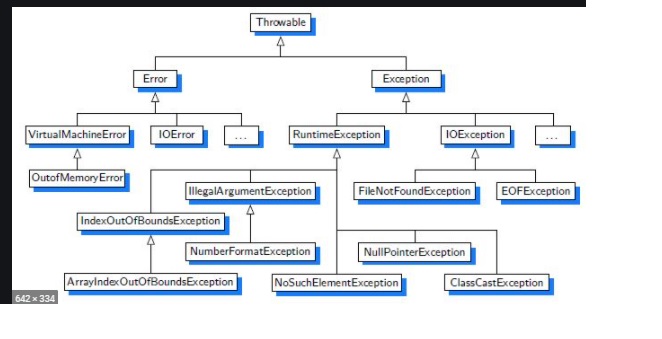 Throwable
Error
Exception
VirtualMachineError
IOError
...
RuntimeException
IOException
...
OutofMemoryError
IllegalArgumentException
FileNotFoundException
EOFException
IndexOutOfBoundsException
NumberFormatException
NullPointerException
ArrayIndexOutOfBoundsException
NoSuchElementException
ClassCastException
642 × 334